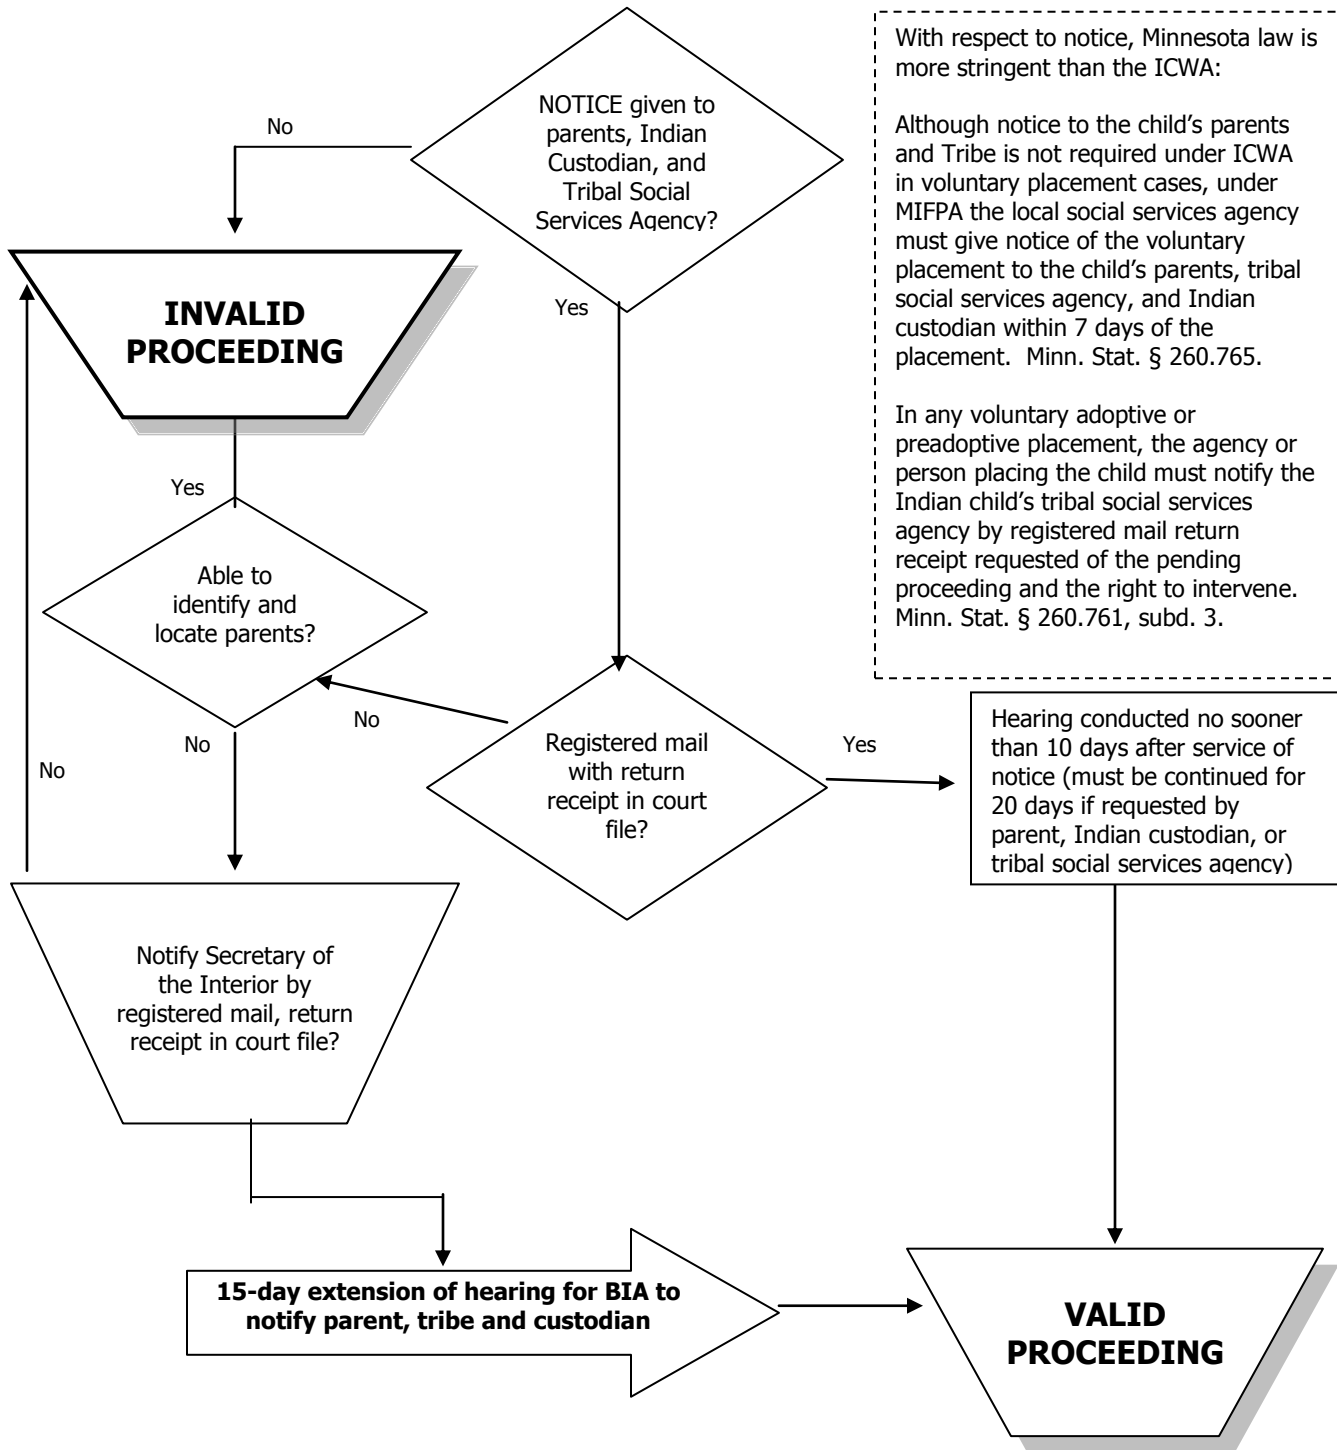 NOTICE given to
parents, Indian
Custodian, and
Tribal Social
Services Agency?
No
Yes
With respect to notice, Minnesota law is
more stringent than the ICWA:
Although notice to the child’s parents
and Tribe is not required under ICWA
in voluntary placement cases, under
MIFPA the local social services agency
must give notice of the voluntary
placement to the child’s parents, tribal
social services agency, and Indian
custodian within 7 days of the
placement.  Minn. Stat. § 260.765.
In any voluntary adoptive or
preadoptive placement, the agency or
person placing the child must notify the
Indian child’s tribal social services
agency by registered mail return
receipt requested of the pending
proceeding and the right to intervene.
Minn. Stat. § 260.761, subd. 3.
INVALID
PROCEEDING
Yes
Able to
identify and
locate parents?
No
No
No
Registered mail
with return
receipt in court
file?
Yes
Hearing conducted no sooner
than 10 days after service of
notice (must be continued for
20 days if requested by
parent, Indian custodian, or
tribal social services agency)
Notify Secretary of
the Interior by
registered mail, return
receipt in court file?
15-day extension of hearing for BIA to
notify parent, tribe and custodian
VALID
PROCEEDING